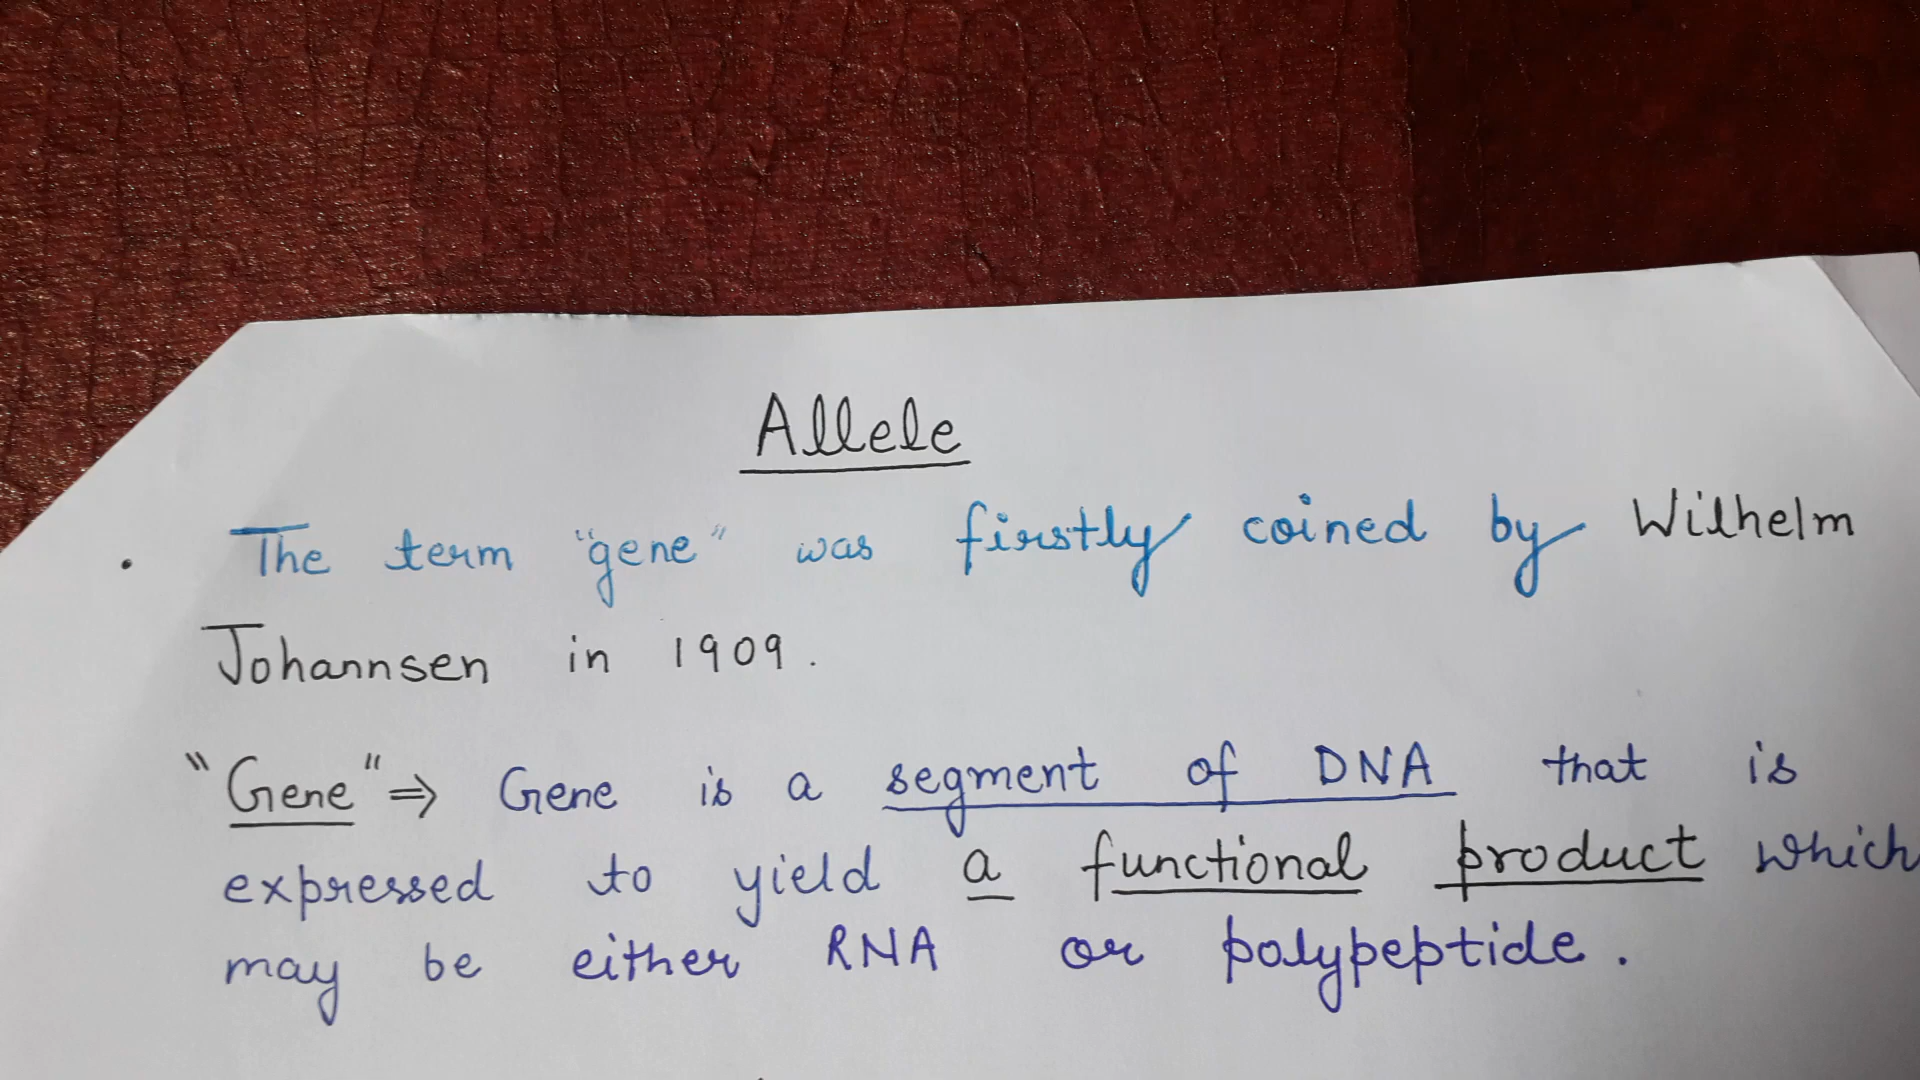 Allele
• The term "gene" was firstly coined by Wilhelm
Johannsen in 1909.
"Gene" ⇒ Gene is a segment of DNA that is
expressed to yield a functional product which
may be either RNA or polypeptide.